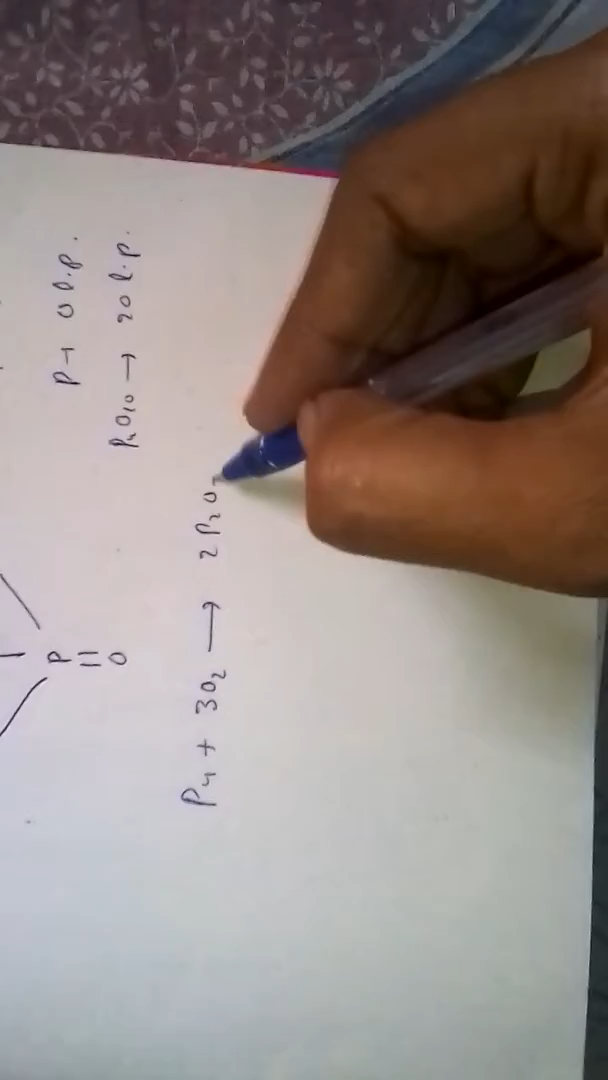 P → 0 l.p.
P₄O₁₀ → 20 l.p.
P
||
O
P₄ + 3O₂ → 2P₂O